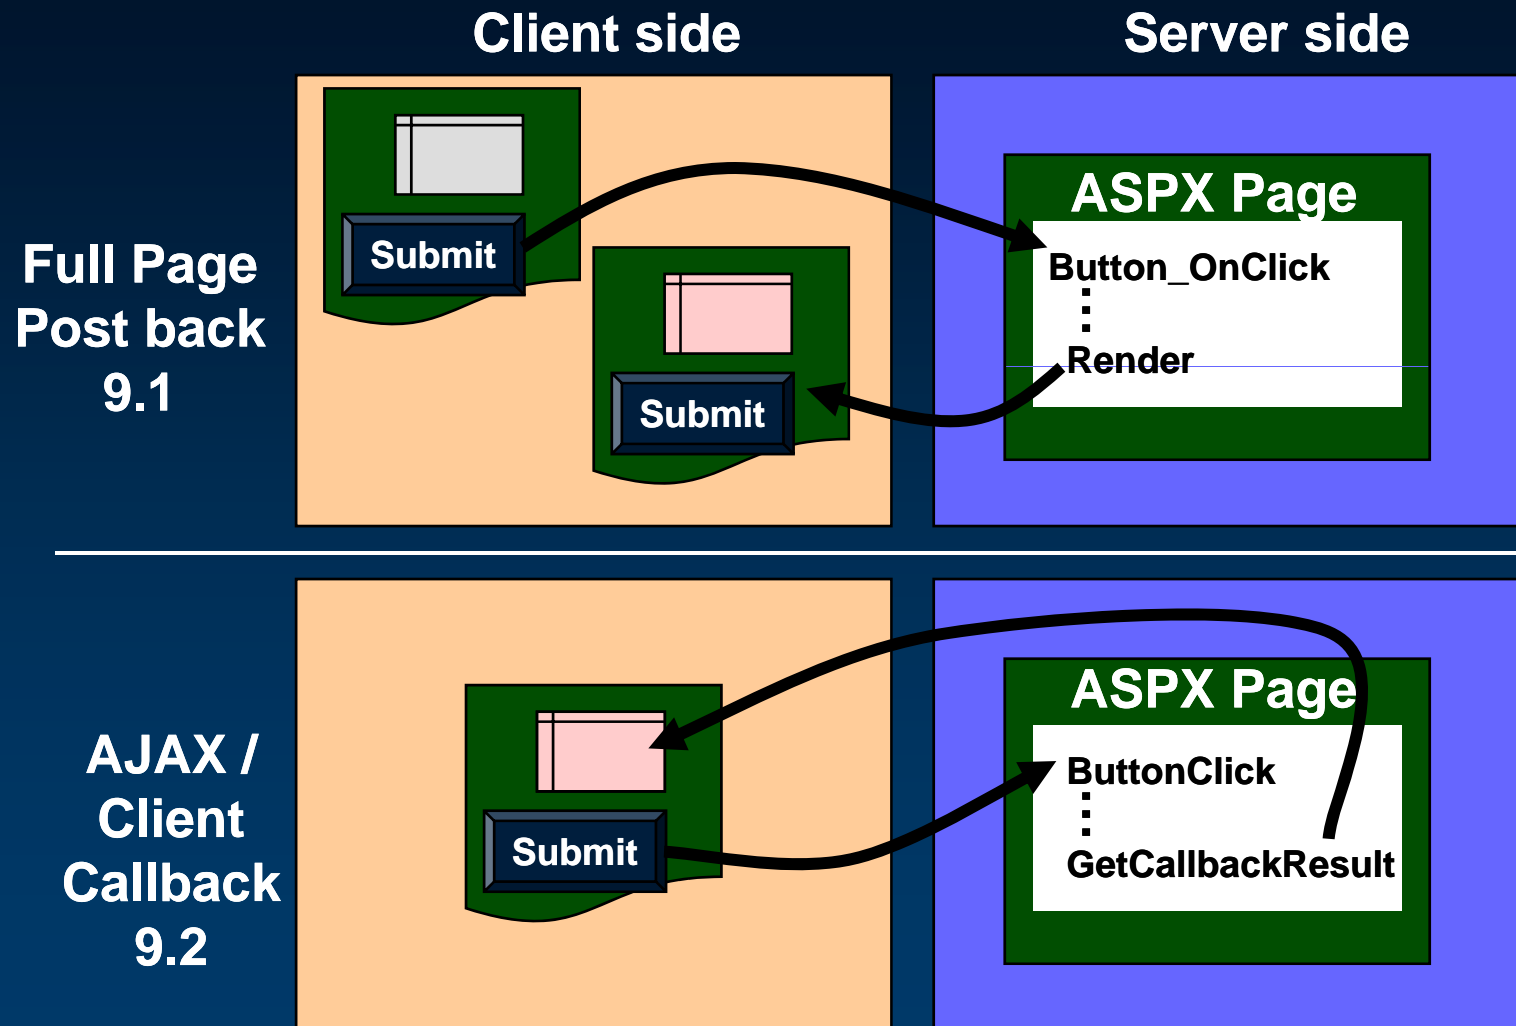 Client side
Server side
Full Page
Post back
9.1
Submit
Submit
ASPX Page
Button_OnClick
Render
AJAX /
Client
Callback
9.2
Submit
ASPX Page
ButtonClick
GetCallbackResult